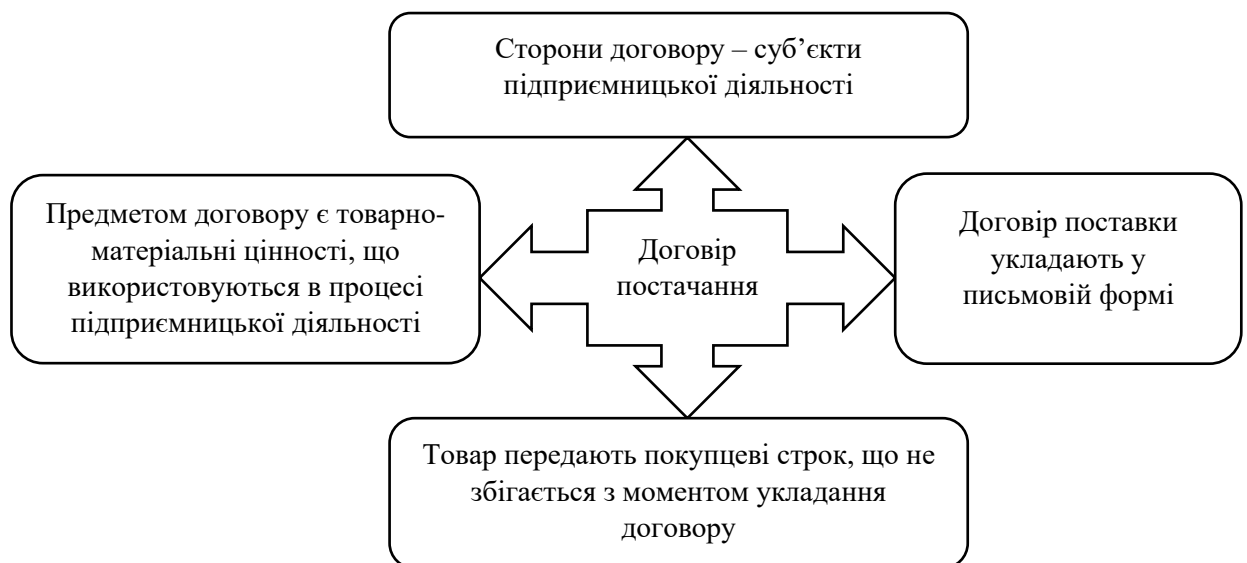 Сторони договору – суб’єкти
підприємницької діяльності
Предметом договору є товарно-
матеріальні цінності, що
використовуються в процесі
підприємницької діяльності
Договір
постачання
Договір поставки
укладають у
письмовій формі
Товар передають покупцеві строк, що не
збігається з моментом укладання
договору